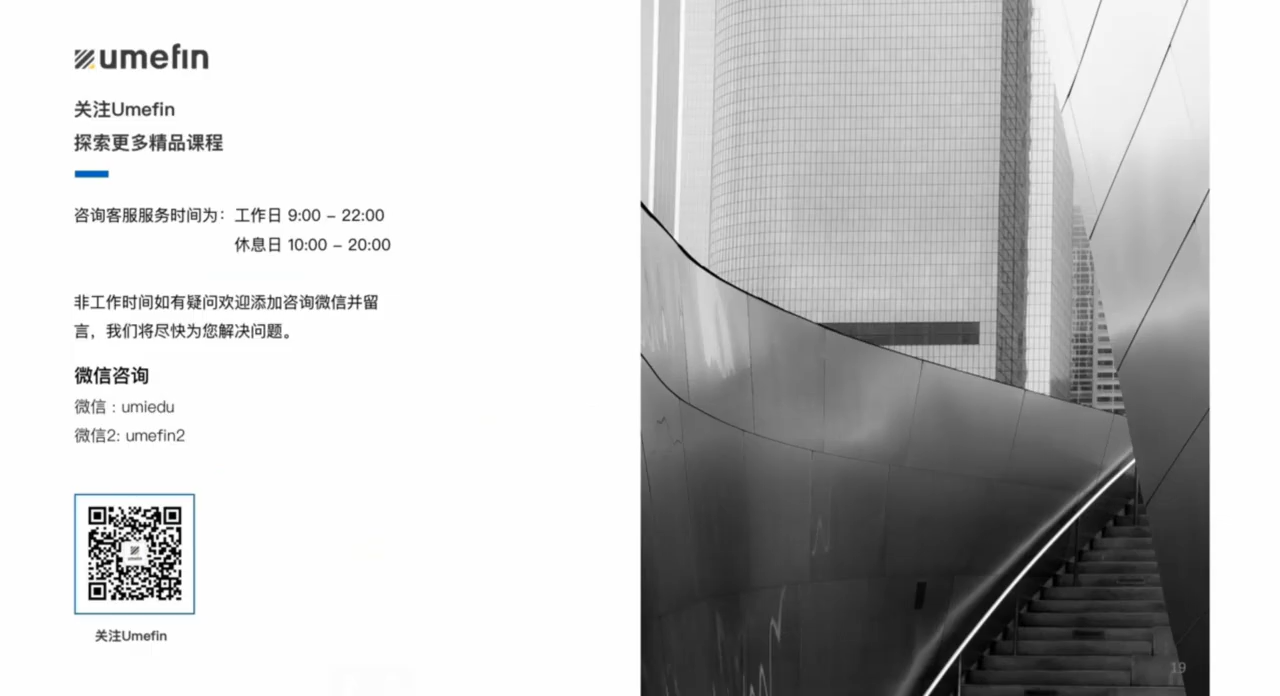 umefin
关注Umefin
探索更多精品课程
咨询客服服务时间为：工作日 9:00 – 22:00
休息日 10:00 – 20:00
非工作时间如有疑问欢迎添加咨询微信并留
言，我们将尽快为您解决问题。
微信咨询
微信 : umiedu
微信2: umefin2
关注Umefin
19